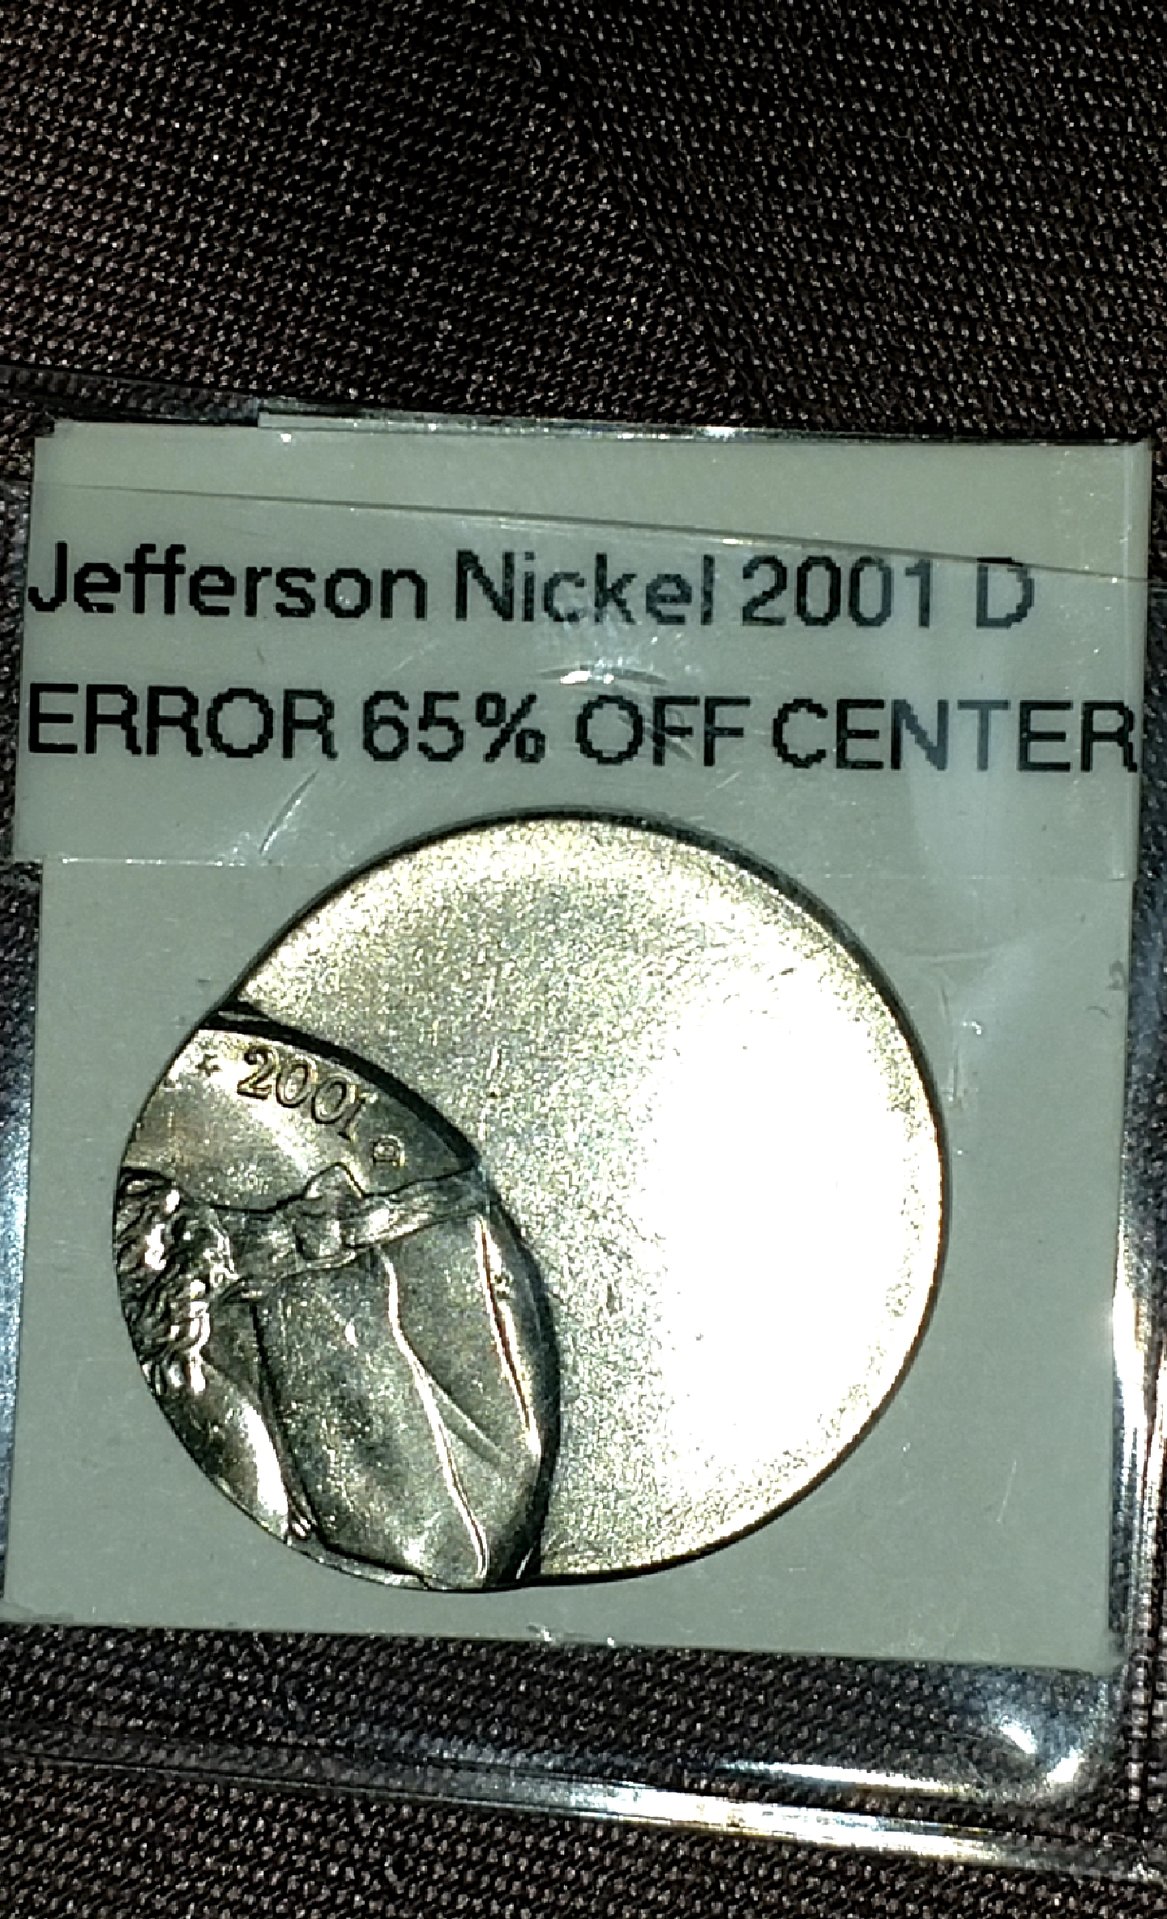 Jefferson Nickel 2001 D
ERROR 65% OFF CENTER
2001 D